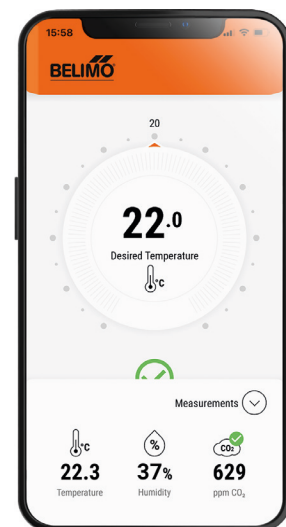 15:58
BELIMO
20
22.0
Desired Temperature
°C
Measurements
°C
%
CO₂
22.3
37%
629
Temperature
Humidity
ppm CO₂